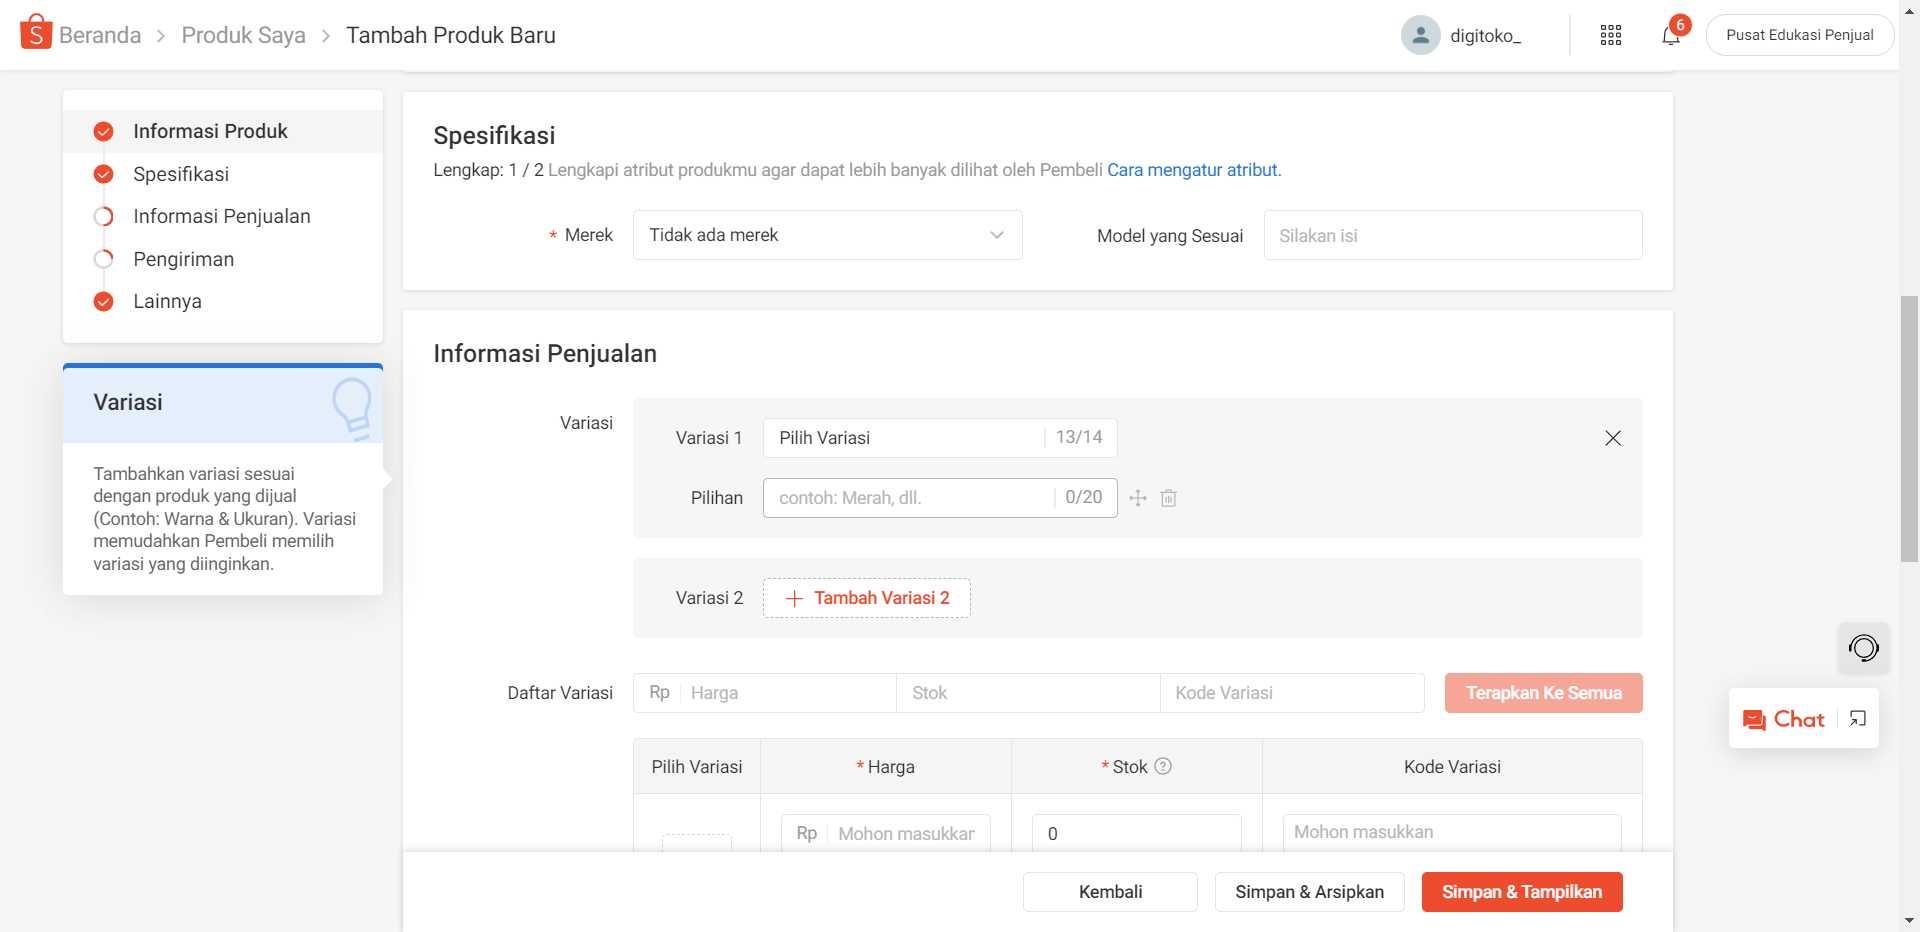 Beranda > Produk Saya > Tambah Produk Baru
digitoko_
6
Pusat Edukasi Penjual
Informasi Produk
Spesifikasi
Informasi Penjualan
Pengiriman
Lainnya
Variasi
Tambahkan variasi sesuai
dengan produk yang dijual
(Contoh: Warna & Ukuran). Variasi
memudahkan Pembeli memilih
variasi yang diinginkan.
Spesifikasi
Lengkap: 1 / 2 Lengkapi atribut produkmu agar dapat lebih banyak dilihat oleh Pembeli Cara mengatur atribut.
* Merek
Tidak ada merek
Model yang Sesuai
Silakan isi
Informasi Penjualan
Variasi
Variasi 1
Pilih Variasi
13/14
Pilihan
contoh: Merah, dll.
0/20
Variasi 2
Tambah Variasi 2
Daftar Variasi
Rp
Harga
Stok
Kode Variasi
Terapkan Ke Semua
Pilih Variasi
* Harga
* Stok
Kode Variasi
Rp
Mohon masukkan
0
Mohon masukkan
Kembali
Simpan & Arsipkan
Simpan & Tampilkan
Chat